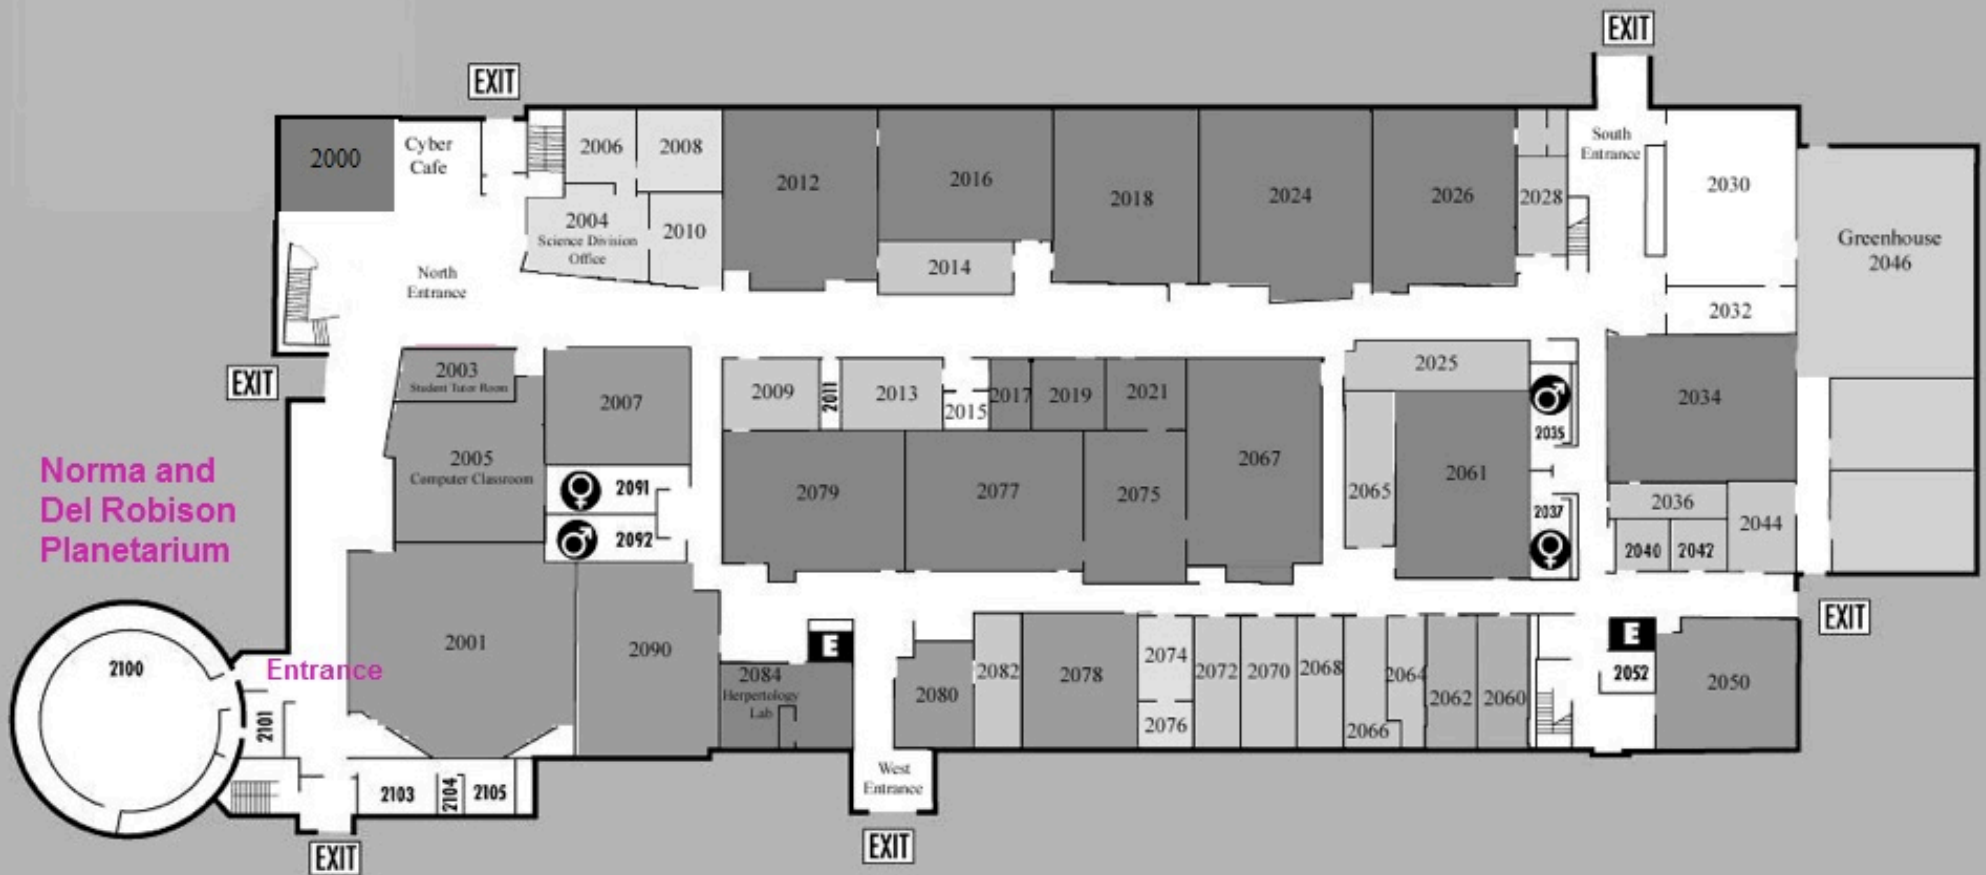 EXIT
EXIT
2000
Cyber
Cafe
2006
2008
2004
Science Division
Office
2010
2012
2016
2014
2018
2024
2026
2028
South
Entrance
2030
2032
Greenhouse
2046
North
Entrance
EXIT
2003
Student Tutor Room
2005
Computer Classroom
2007
2091
2092
2009
2011
2013
2015
2017
2019
2021
2079
2077
2075
2067
2025
2065
2061
2035
2037
2034
2036
2040
2042
2044
Norma and
Del Robison
Planetarium
2100
Entrance
2101
2001
2090
E
2084
Herpertology
Lab
2080
2082
2078
2074
2076
2072
2070
2068
2066
2064
2062
2060
E
2052
2050
EXIT
2103
2104
2105
West
Entrance
EXIT
EXIT